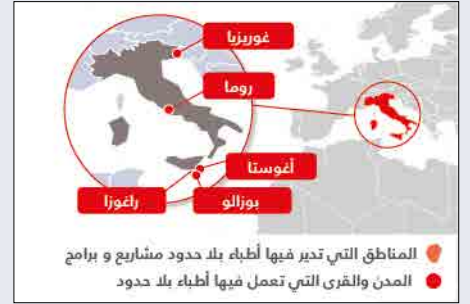 غوريزيا
روما
أغوستا
راغوزا
بوزالو
المناطق التي تدير فيها أطباء بلا حدود مشاريع و برامج
المدن والقرى التي تعمل فيها أطباء بلا حدود